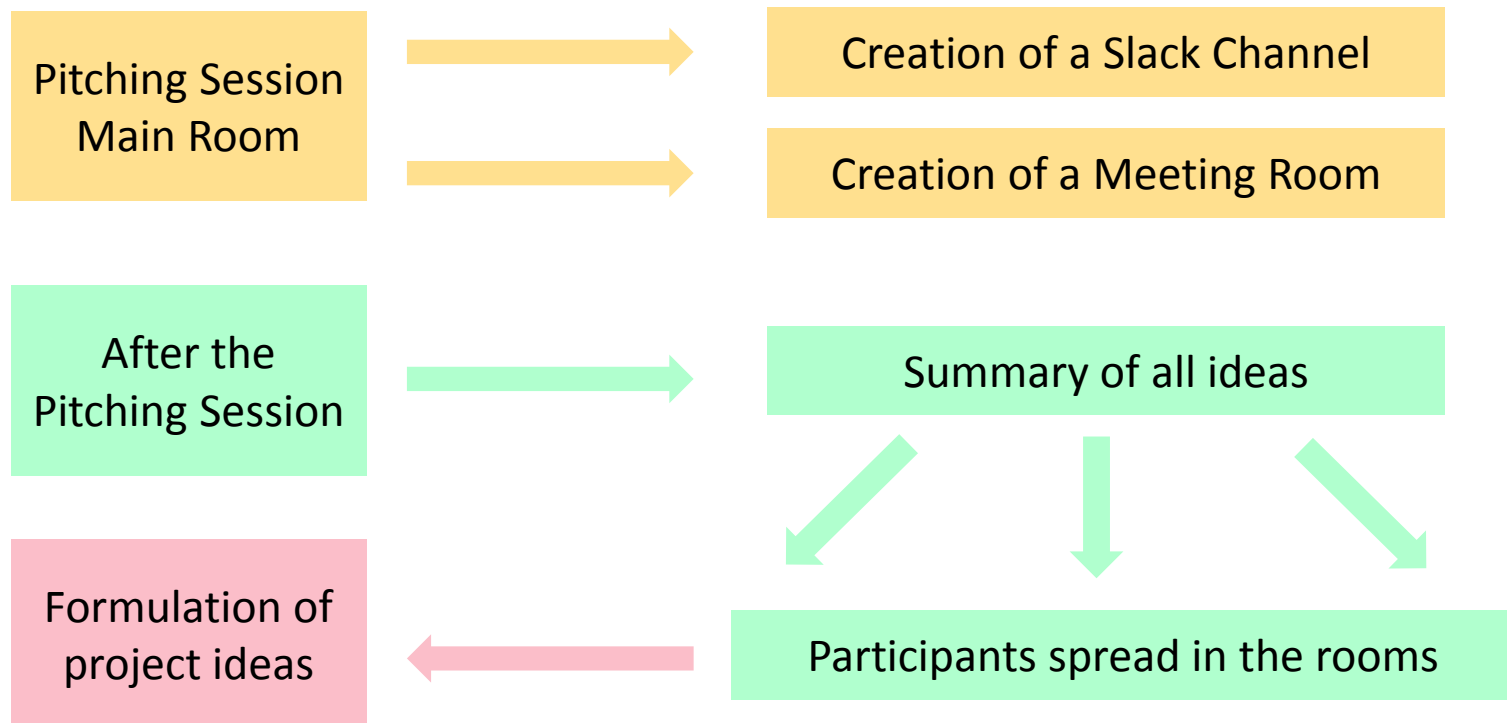 Pitching Session
Main Room
Creation of a Slack Channel
Creation of a Meeting Room
After the
Pitching Session
Summary of all ideas
Formulation of
project ideas
Participants spread in the rooms